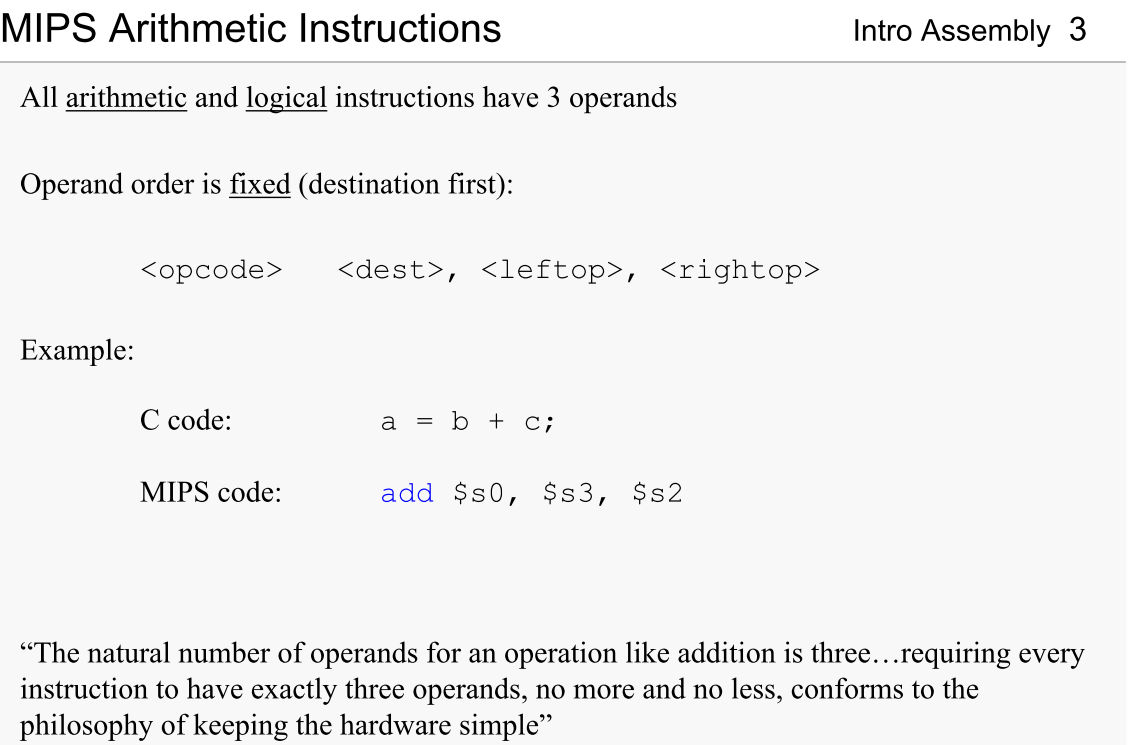 MIPS Arithmetic Instructions
Intro Assembly 3
All arithmetic and logical instructions have 3 operands
Operand order is fixed (destination first):
<opcode> <dest>, <leftop>, <rightop>
Example:
C code: a = b + c;
MIPS code: add $s0, $s3, $s2
“The natural number of operands for an operation like addition is three…requiring every
instruction to have exactly three operands, no more and no less, conforms to the
philosophy of keeping the hardware simple”